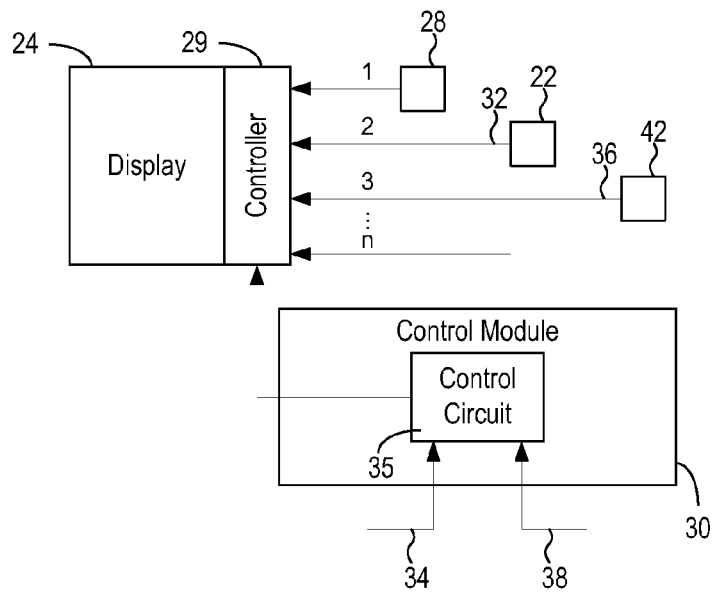 24
29
28
1
32
22
2
Display
Controller
36
42
3
...
n
Control Module
Control
Circuit
35
30
34
38